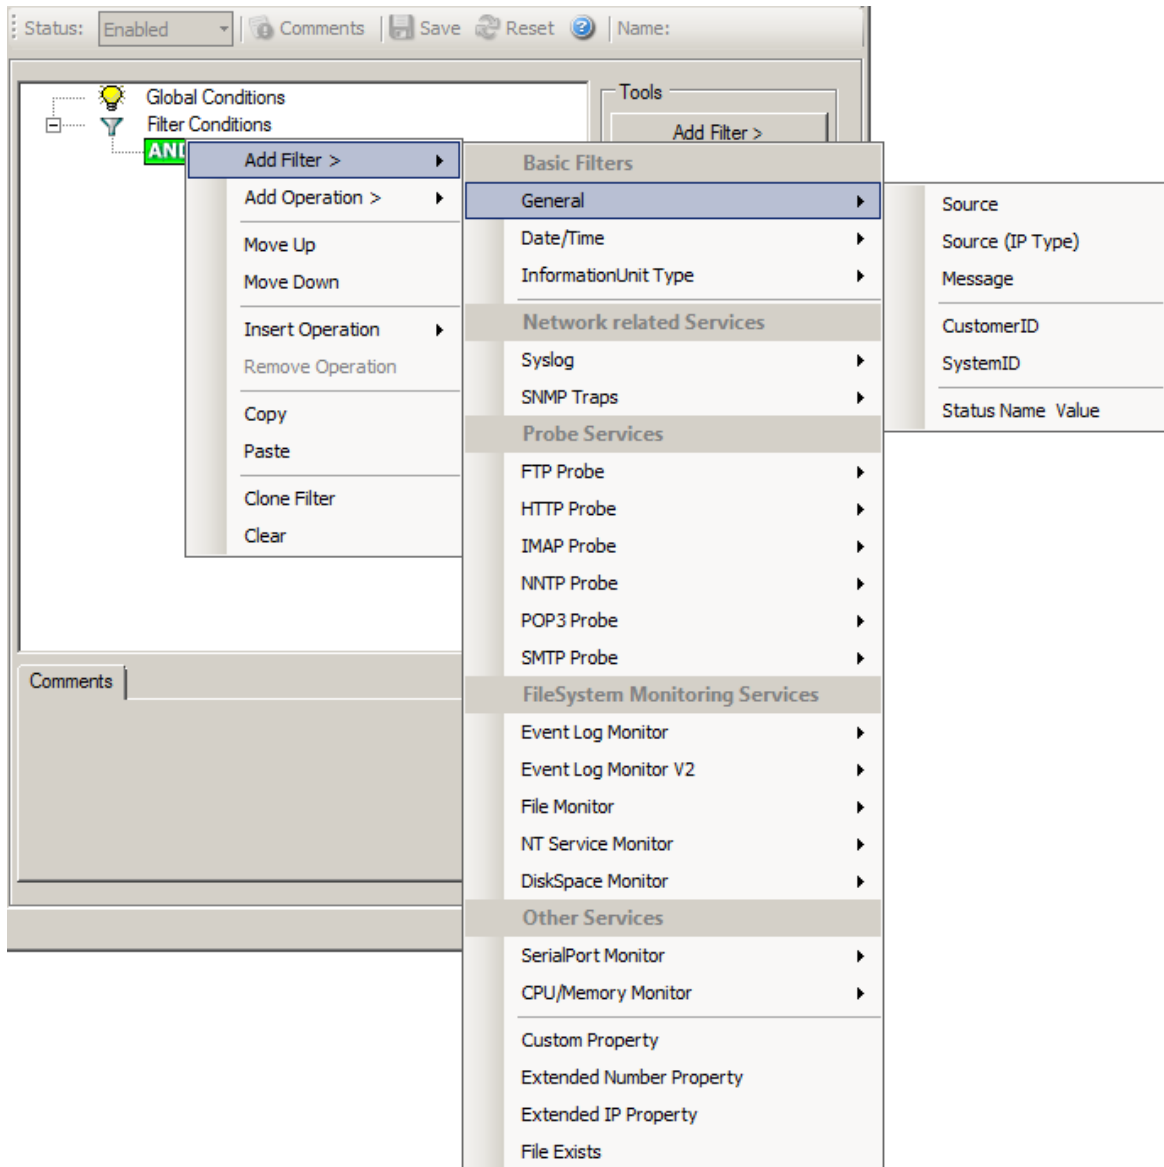 Status: Enabled Comments Save Reset Name:
Global Conditions
Filter Conditions
AND
Tools
Add Filter >
Add Filter >
Add Operation >
Move Up
Move Down
Insert Operation
Remove Operation
Copy
Paste
Clone Filter
Clear
Basic Filters
General
Date/Time
InformationUnit Type
Network related Services
Syslog
SNMP Traps
Probe Services
FTP Probe
HTTP Probe
IMAP Probe
NNTP Probe
POP3 Probe
SMTP Probe
FileSystem Monitoring Services
Event Log Monitor
Event Log Monitor V2
File Monitor
NT Service Monitor
DiskSpace Monitor
Other Services
SerialPort Monitor
CPU/Memory Monitor
Custom Property
Extended Number Property
Extended IP Property
File Exists
Source
Source (IP Type)
Message
CustomerID
SystemID
Status Name Value
Comments